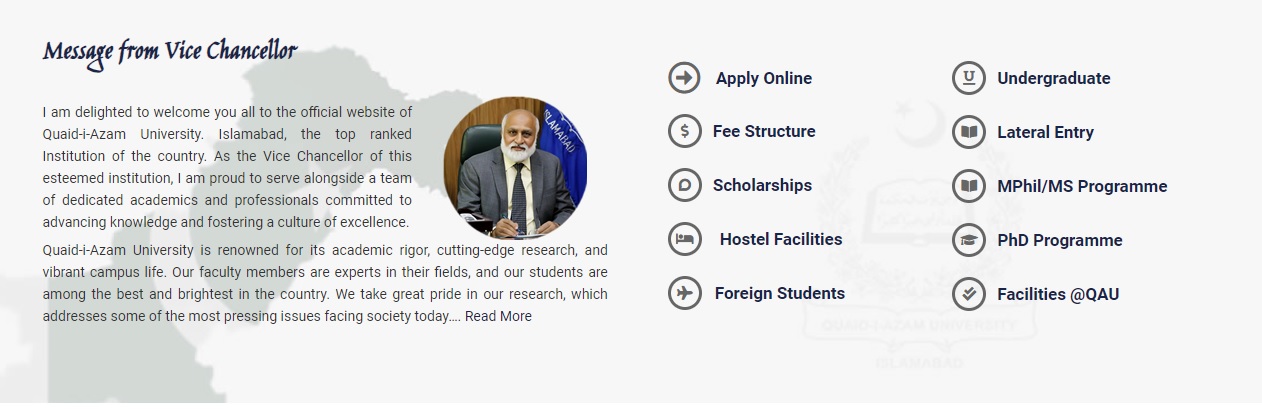 Message from Vice Chancellor
I am delighted to welcome you all to the official website of
Quaid-i-Azam University. Islamabad, the top ranked
Institution of the country. As the Vice Chancellor of this
esteemed institution, I am proud to serve alongside a team
of dedicated academics and professionals committed to
advancing knowledge and fostering a culture of excellence.
ISLAMABAD
Quaid-i-Azam University is renowned for its academic rigor, cutting-edge research, and
vibrant campus life. Our faculty members are experts in their fields, and our students are
among the best and brightest in the country. We take great pride in our research, which
addresses some of the most pressing issues facing society today.... Read More
Apply Online
Fee Structure
Scholarships
Hostel Facilities
Foreign Students
Undergraduate
Lateral Entry
MPhil/MS Programme
PhD Programme
Facilities @QAU
QUAID-I-AZAM UNIVERSITY
ISLAMABAD